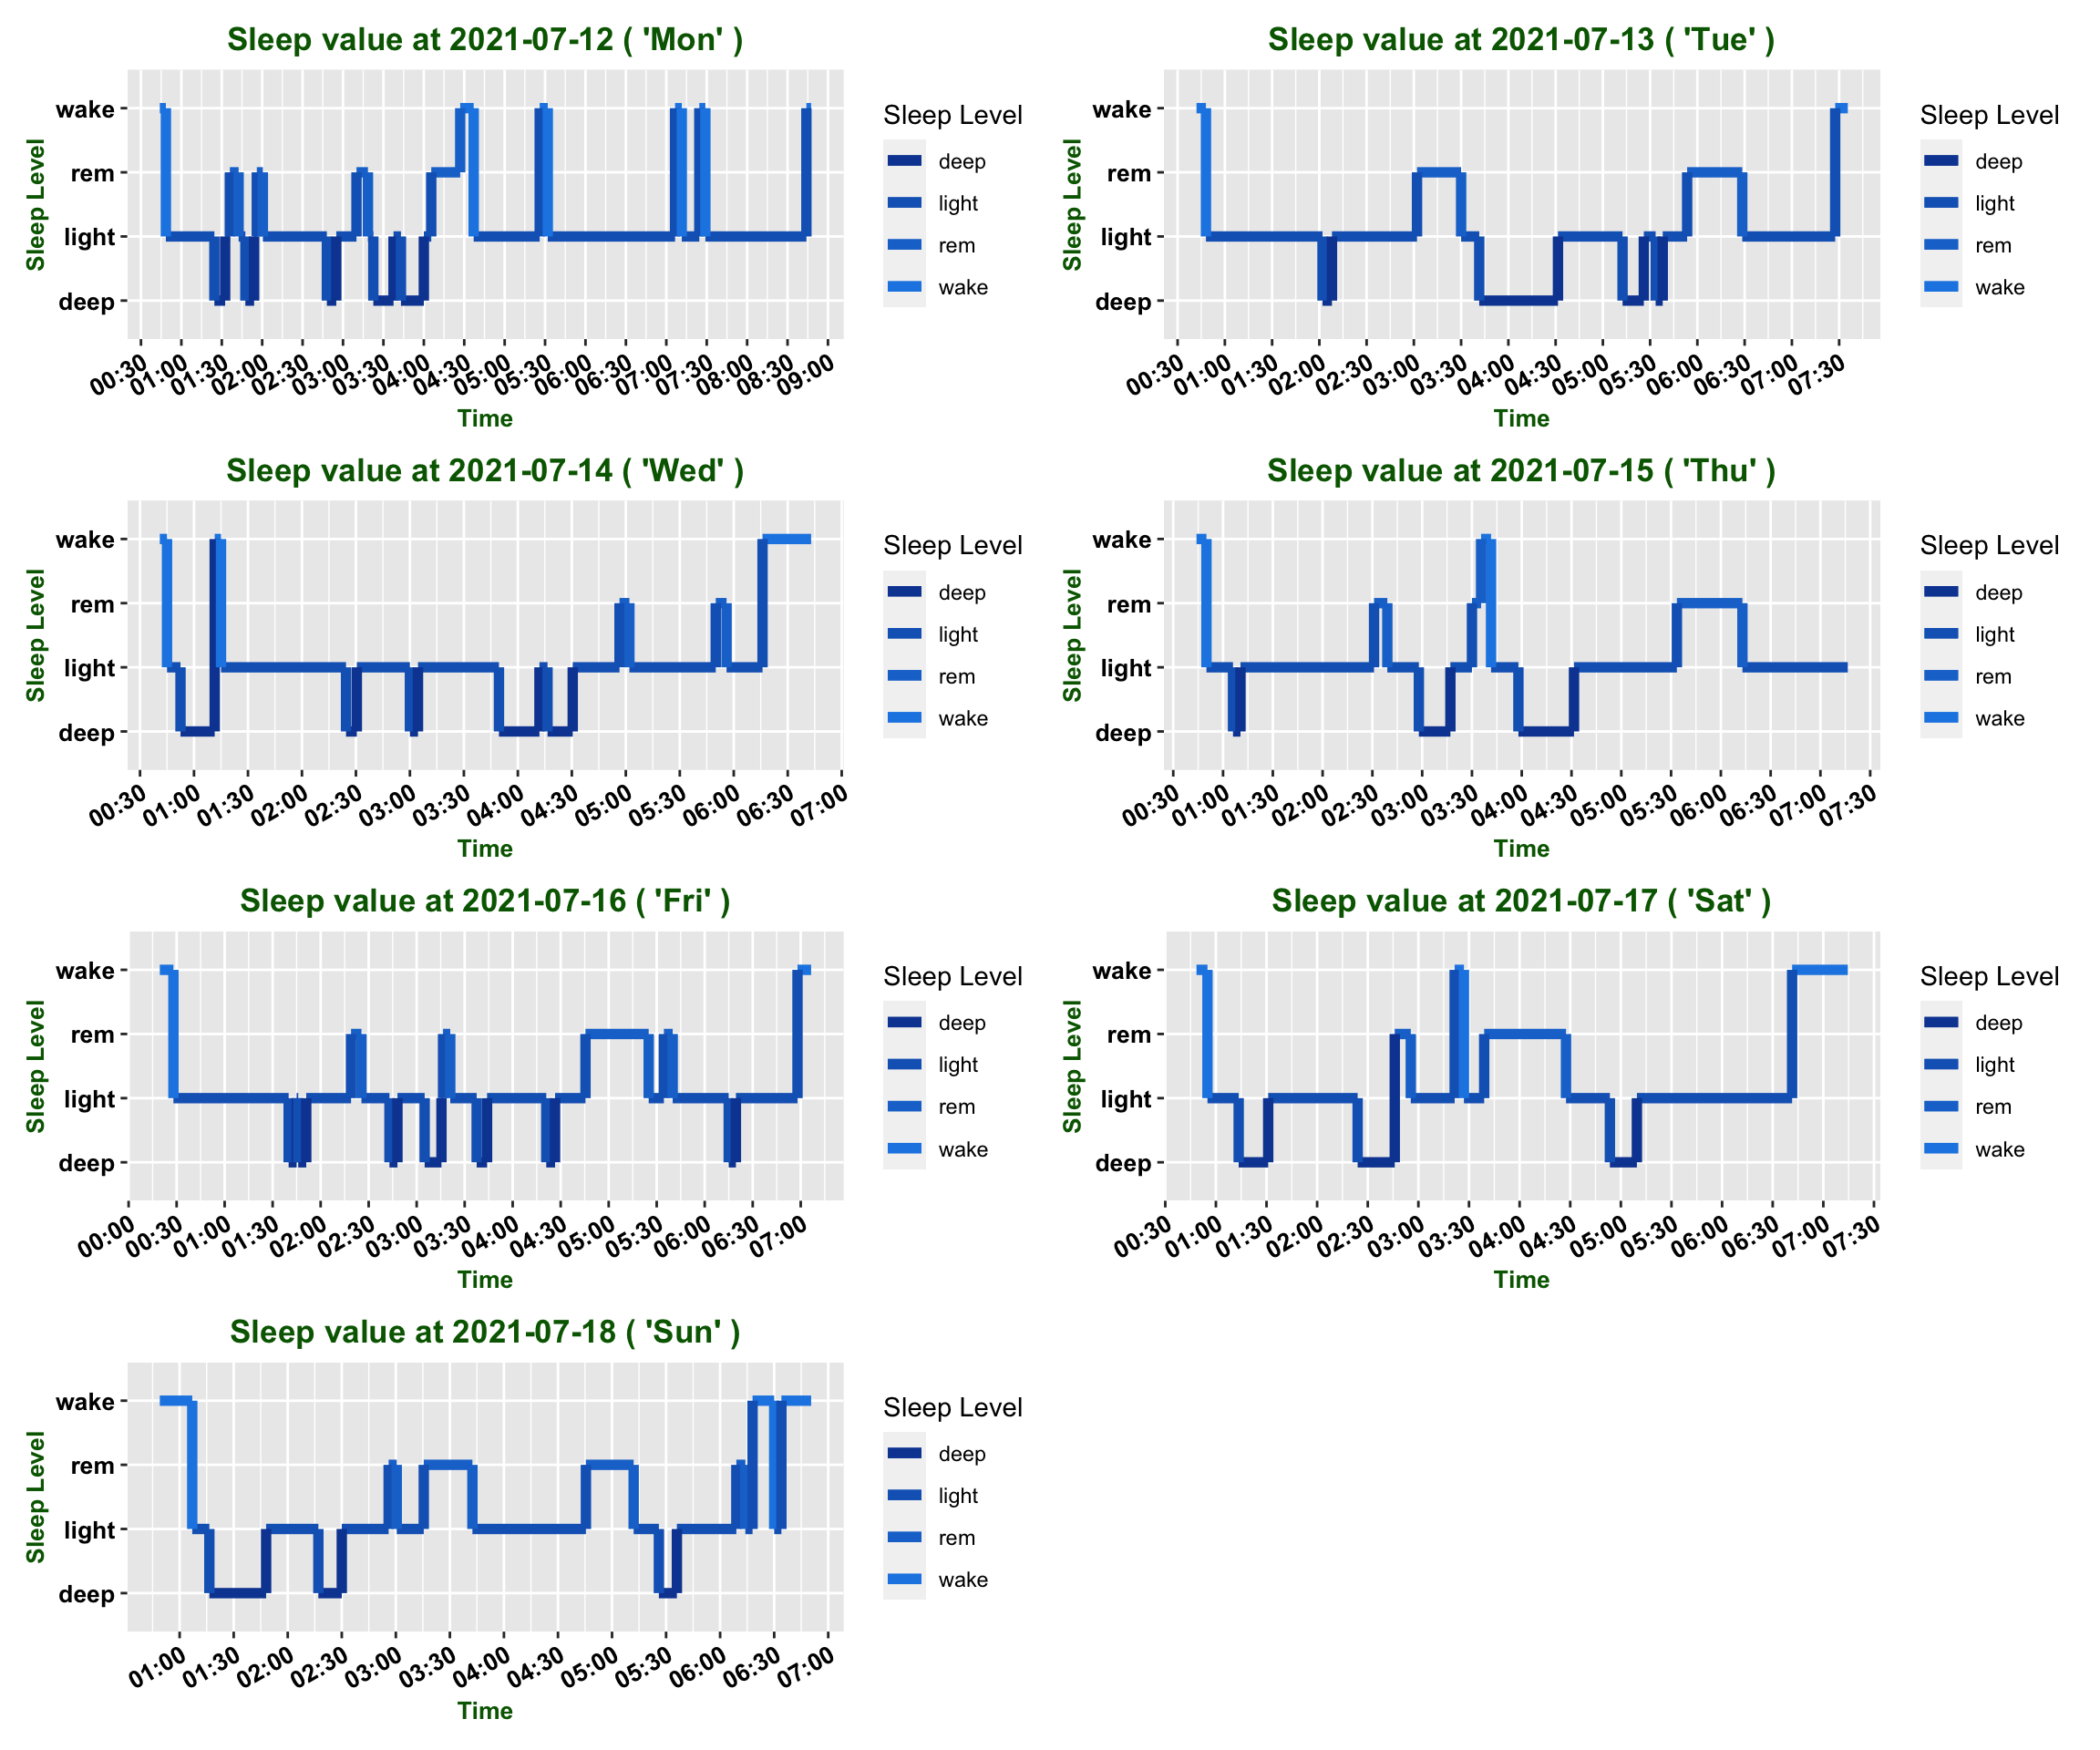 Sleep value at 2021-07-12 ( 'Mon' )
Sleep Level
wake
rem
light
deep
00:30 01:00 01:30 02:00 02:30 03:00 03:30 04:00 04:30 05:00 05:30 06:00 06:30 07:00 07:30 08:00 08:30 09:00
Time
Sleep Level
deep
light
rem
wake
Sleep value at 2021-07-13 ( 'Tue' )
Sleep Level
wake
rem
light
deep
00:30 01:00 01:30 02:00 02:30 03:00 03:30 04:00 04:30 05:00 05:30 06:00 06:30 07:00 07:30
Time
Sleep Level
deep
light
rem
wake
Sleep value at 2021-07-14 ( 'Wed' )
Sleep Level
wake
rem
light
deep
00:30 01:00 01:30 02:00 02:30 03:00 03:30 04:00 04:30 05:00 05:30 06:00 06:30 07:00
Time
Sleep Level
deep
light
rem
wake
Sleep value at 2021-07-15 ( 'Thu' )
Sleep Level
wake
rem
light
deep
00:30 01:00 01:30 02:00 02:30 03:00 03:30 04:00 04:30 05:00 05:30 06:00 06:30 07:00 07:30
Time
Sleep Level
deep
light
rem
wake
Sleep value at 2021-07-16 ( 'Fri' )
Sleep Level
wake
rem
light
deep
00:00 00:30 01:00 01:30 02:00 02:30 03:00 03:30 04:00 04:30 05:00 05:30 06:00 06:30 07:00
Time
Sleep Level
deep
light
rem
wake
Sleep value at 2021-07-17 ( 'Sat' )
Sleep Level
wake
rem
light
deep
00:30 01:00 01:30 02:00 02:30 03:00 03:30 04:00 04:30 05:00 05:30 06:00 06:30 07:00 07:30
Time
Sleep Level
deep
light
rem
wake
Sleep value at 2021-07-18 ( 'Sun' )
Sleep Level
wake
rem
light
deep
01:00 01:30 02:00 02:30 03:00 03:30 04:00 04:30 05:00 05:30 06:00 06:30 07:00
Time
Sleep Level
deep
light
rem
wake